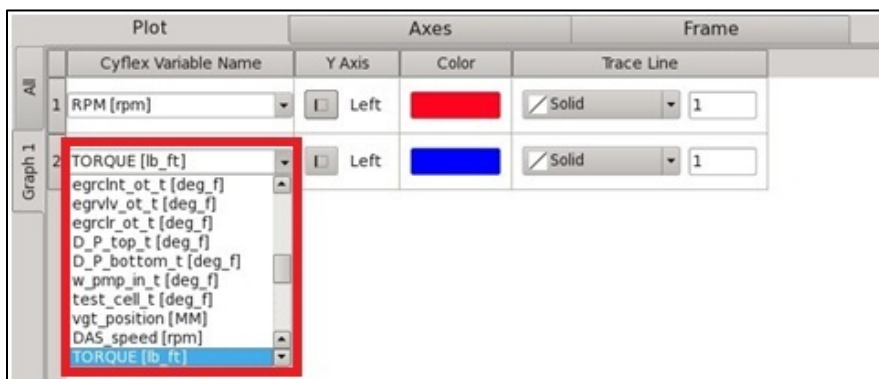 Plot Axes Frame
Cyflex Variable Name Y Axis Color Trace Line
All
1 RPM [rpm] Left Solid 1
Graph 1
2 TORQUE [lb_ft] Left Solid 1
egrclnt_ot_t [deg_f]
egrvlv_ot_t [deg_f]
egrclr_ot_t [deg_f]
D_P_top_t [deg_f]
D_P_bottom_t [deg_f]
w_pmp_in_t [deg_f]
test_cell_t [deg_f]
vgt_position [MM]
DAS_speed [rpm]
TORQUE [lb_ft]